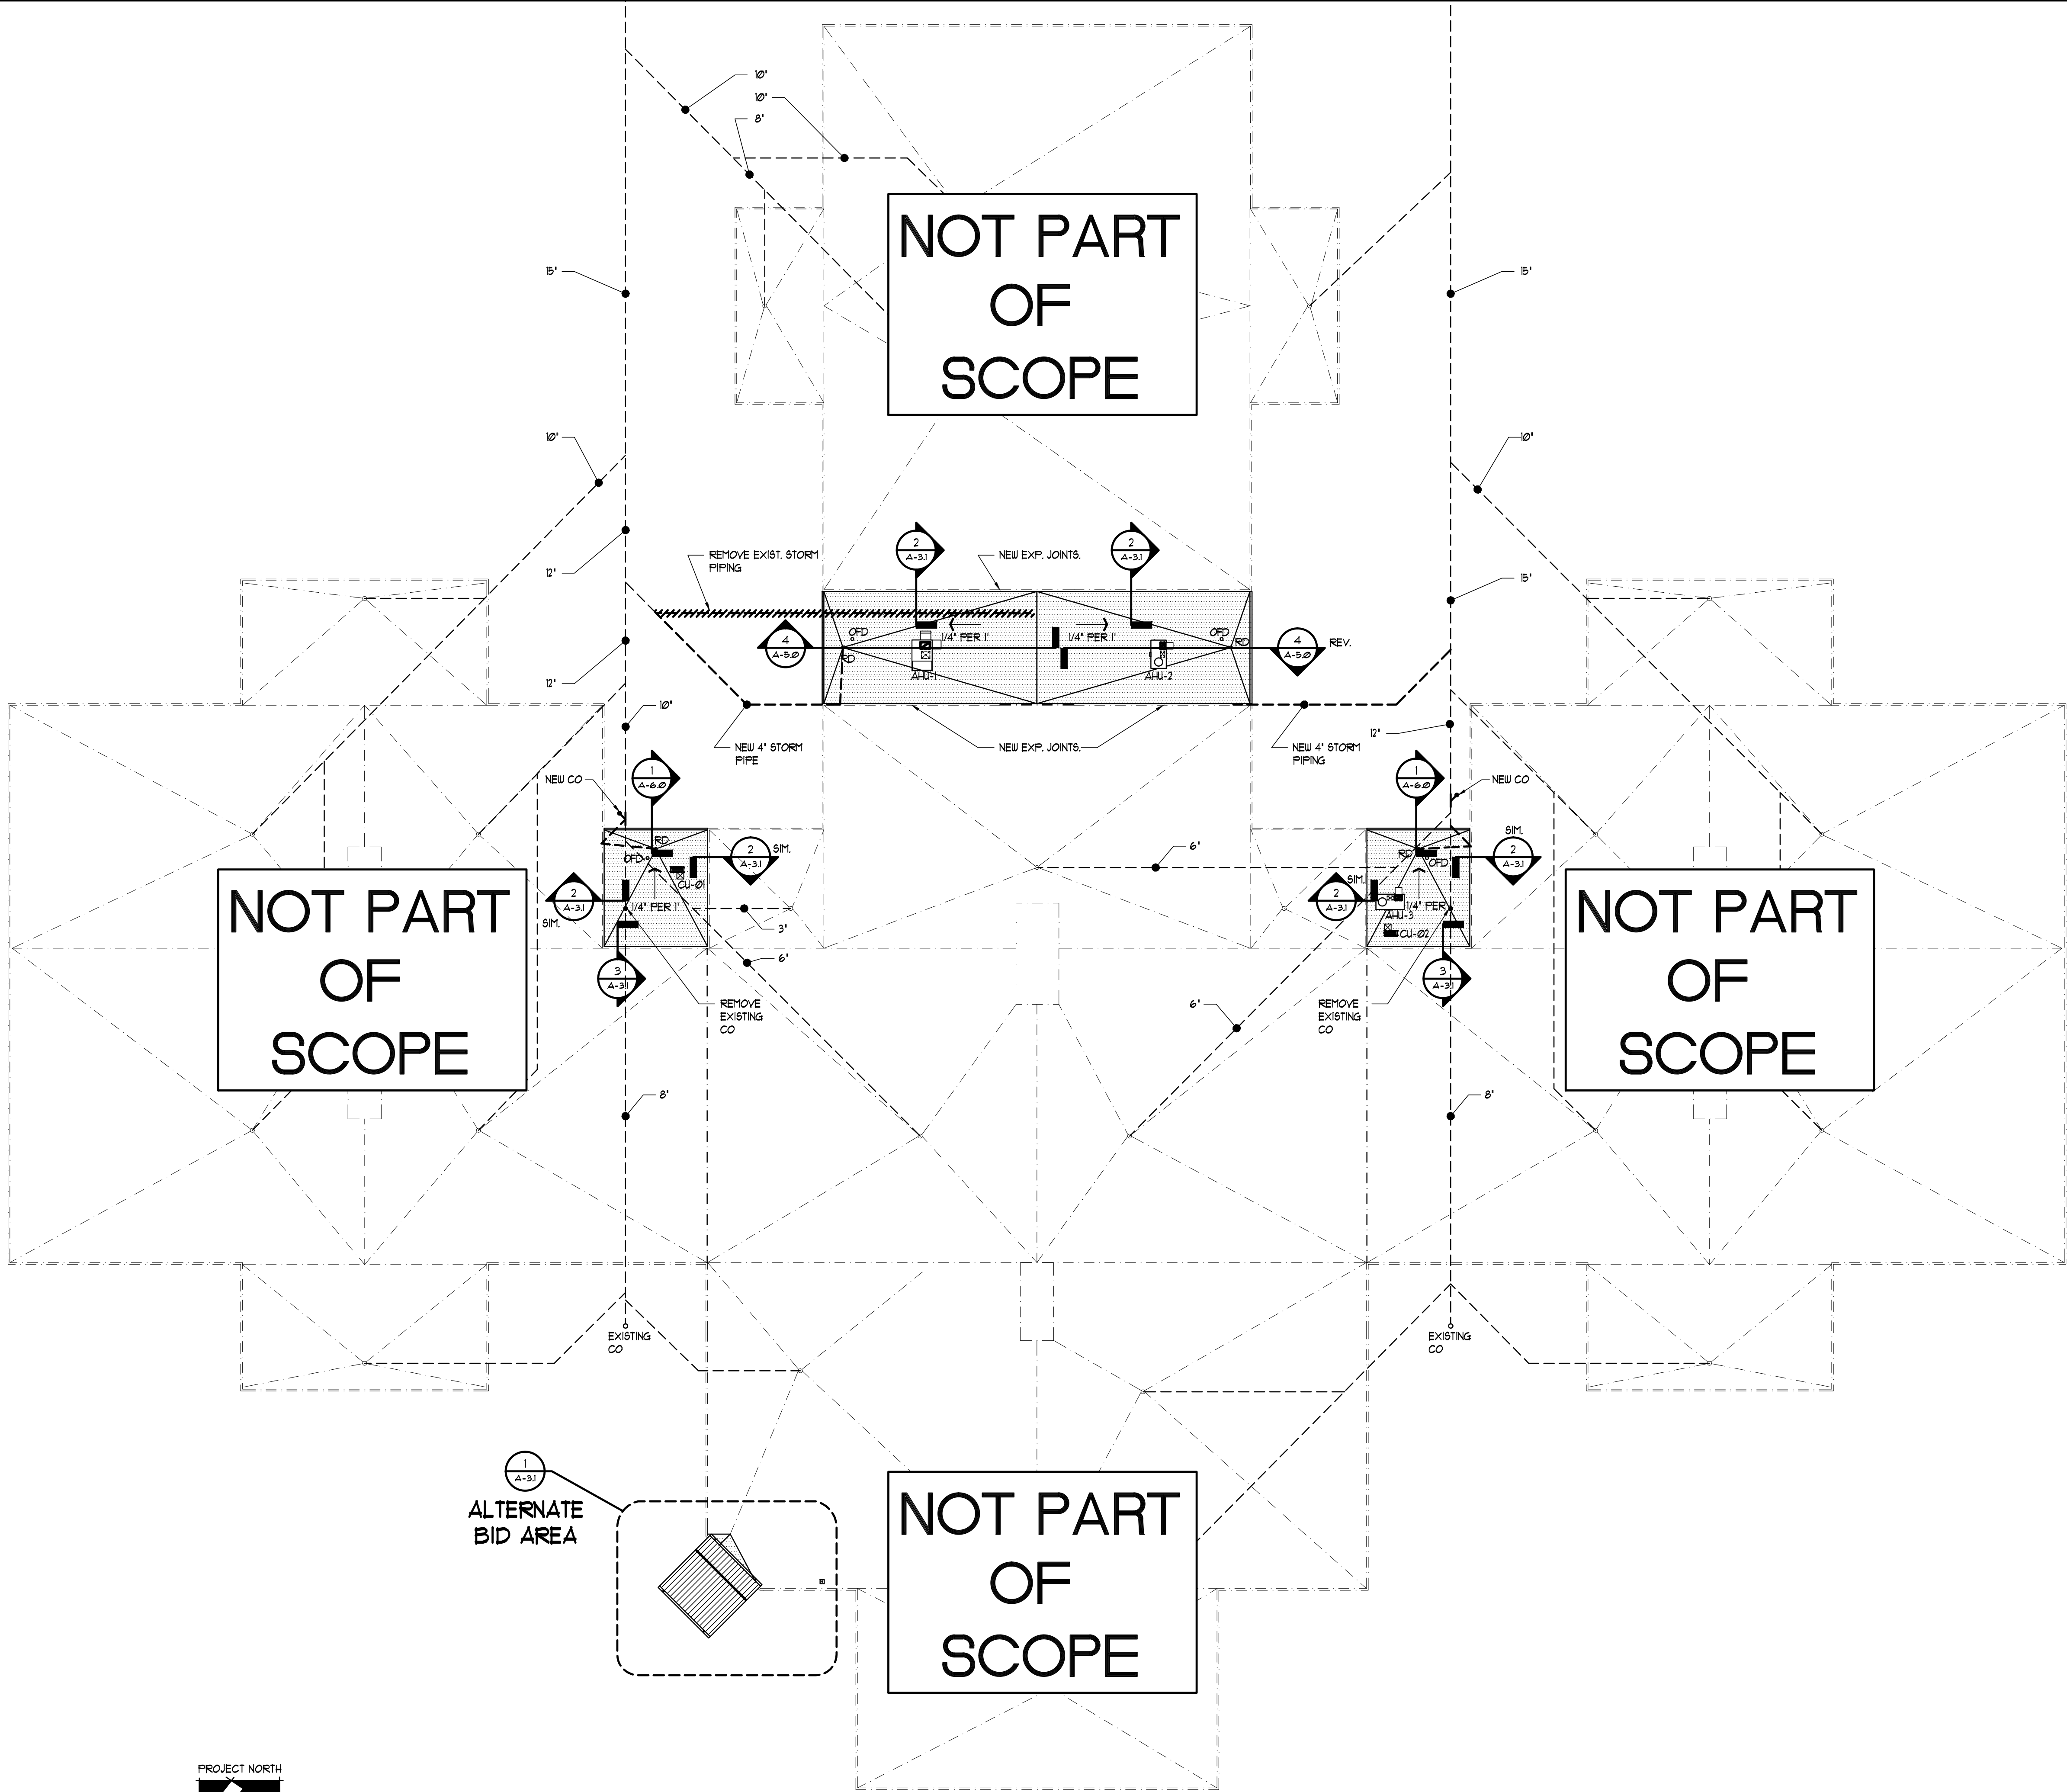 10"
10"
8"
NOT PART
OF
SCOPE
15"
15"
10"
10"
REMOVE EXIST. STORM
PIPING
2
A-3.1
NEW EXP. JOINTS.
2
A-3.1
12"
15"
4
A-5.0
OFD
RD
1/4" PER 1'
1/4" PER 1'
OFD
RD
4
A-5.0
REV.
AHU-1
AHU-2
12"
10"
NEW 4" STORM
PIPE
NEW EXP. JOINTS.
NEW 4" STORM
PIPING
12"
NEW CO
1
A-6.0
1
A-6.0
NEW CO
RD
OFD
2
A-3.1
SIM.
CU-01
2
A-3.1
SIM.
1/4" PER 1'
3"
6"
6"
RD
OFD
SIM.
2
A-3.1
SIM.
2
A-3.1
1/4" PER
AHU-3
CU-02
NOT PART
OF
SCOPE
3
A-3.1
REMOVE
EXISTING
CO
6"
REMOVE
EXISTING
CO
3
A-3.1
NOT PART
OF
SCOPE
8"
8"
EXISTING
CO
EXISTING
CO
1
A-3.1
ALTERNATE
BID AREA
NOT PART
OF
SCOPE
PROJECT NORTH